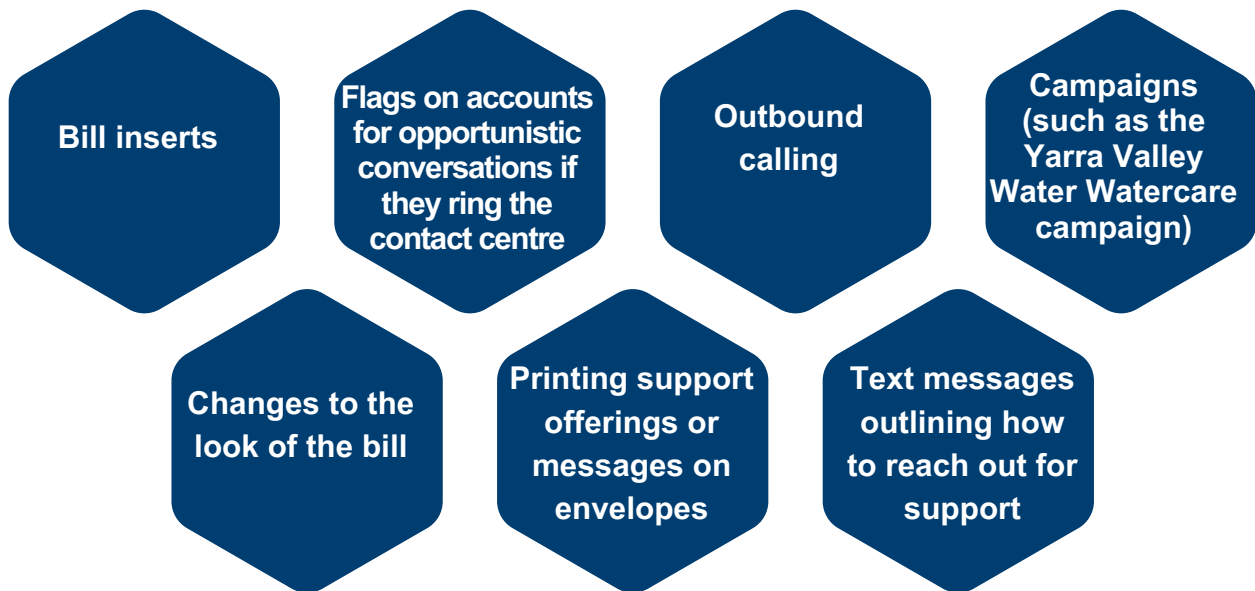 Bill inserts
Flags on accounts
for opportunistic
conversations if
they ring the
contact centre
Outbound
calling
Campaigns
(such as the
Yarra Valley
Water Watercare
campaign)
Changes to the
look of the bill
Printing support
offerings or
messages on
envelopes
Text messages
outlining how
to reach out for
support